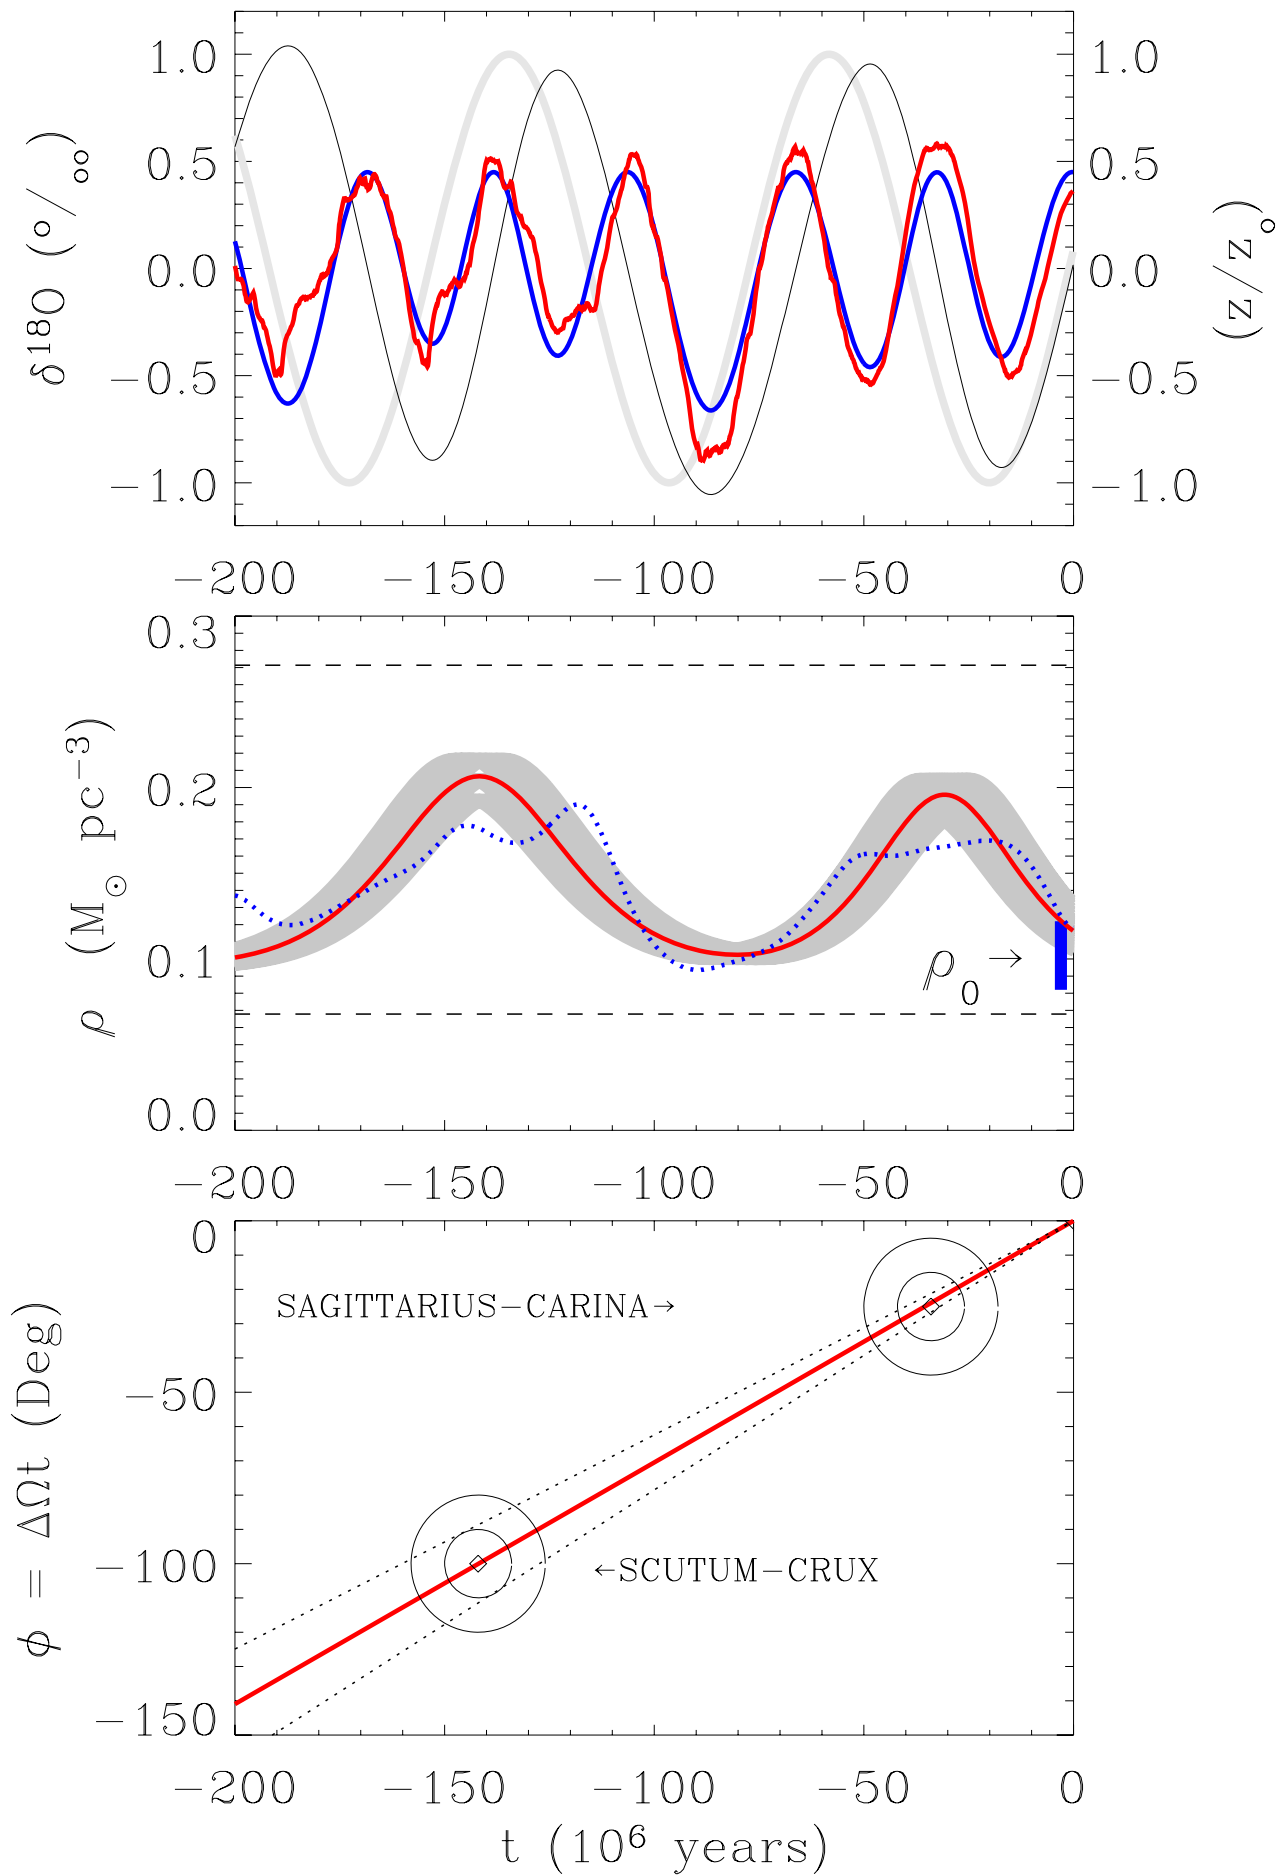 1.0
0.5
0.0
−0.5
−1.0
δ¹⁸O (º/₀₀)
1.0
0.5
0.0
−0.5
−1.0
(z/z°)
−200 −150 −100 −50 0
0.3
0.2
0.1
0.0
ρ (M☉ pc⁻³)
ρ₀ →
−200 −150 −100 −50 0
0
−50
−100
−150
φ = ΔΩt (Deg)
SAGITTARIUS−CARINA→
←SCUTUM−CRUX
−200 −150 −100 −50 0
t (10⁶ years)